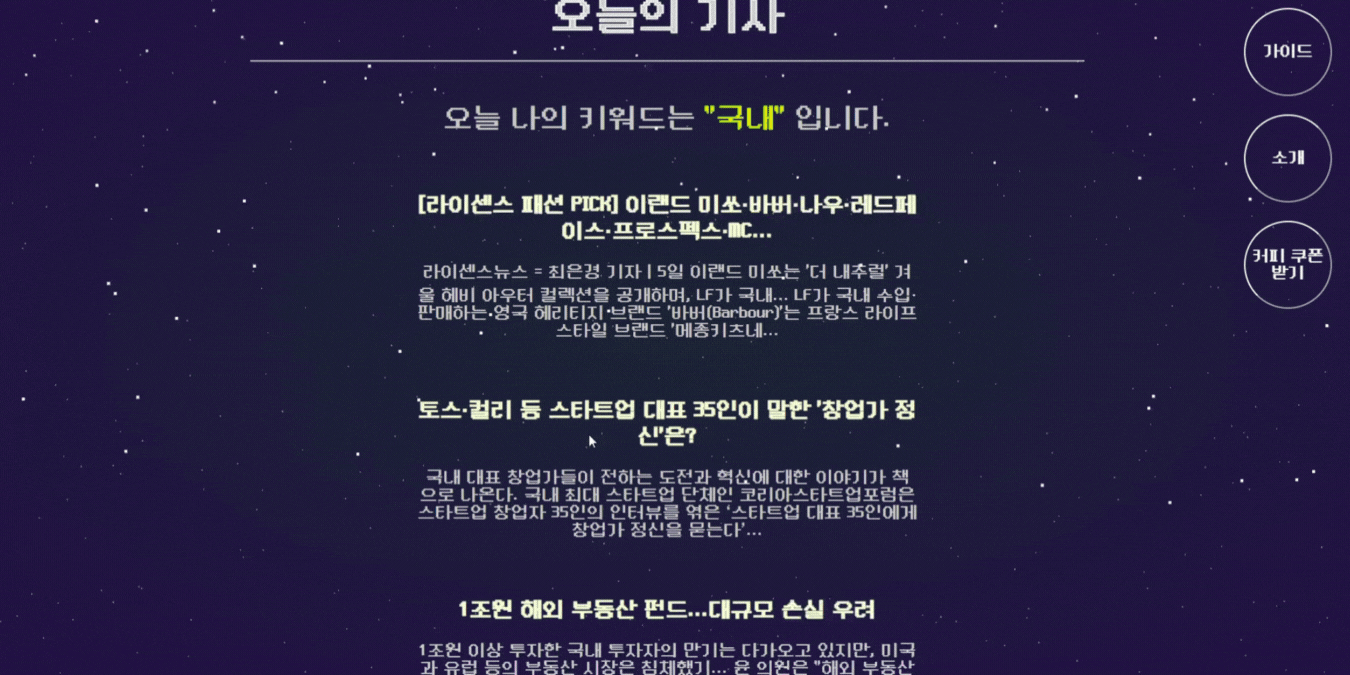 오늘의 기사
오늘 나의 키워드는 "국내" 입니다.
[라이센스 패션 PICK] 이랜드 미쏘·바버·나우·레드페
이스·프로스펙스·MC...
라이센스뉴스 = 최은경 기자 | 5일 이랜드 미쏘는 '더 내추럴' 겨
울 헤비 아우터 컬렉션을 공개하며, LF가 국내... LF가 국내 수입·
판매하는 영국 헤리티지 브랜드 '바버(Barbour)'는 프랑스 라이프
스타일 브랜드 '메종키츠네...
토스·컬리 등 스타트업 대표 35인이 말한 '창업가 정
신'은?
국내 대표 창업가들이 전하는 도전과 혁신에 대한 이야기가 책
으로 나온다. 국내 최대 스타트업 단체인 코리아스타트업포럼은
스타트업 창업자 35인의 인터뷰를 엮은 ‘스타트업 대표 35인에게
창업가 정신을 묻는다’...
1조원 해외 부동산 펀드...대규모 손실 우려
1조원 이상 투자한 국내 투자자의 만기는 다가오고 있지만, 미국
과 유럽 등의 부동산 시장은 침체했기... 윤 의원은 "해외 부동산
가이드
소개
커피 쿠폰
받기